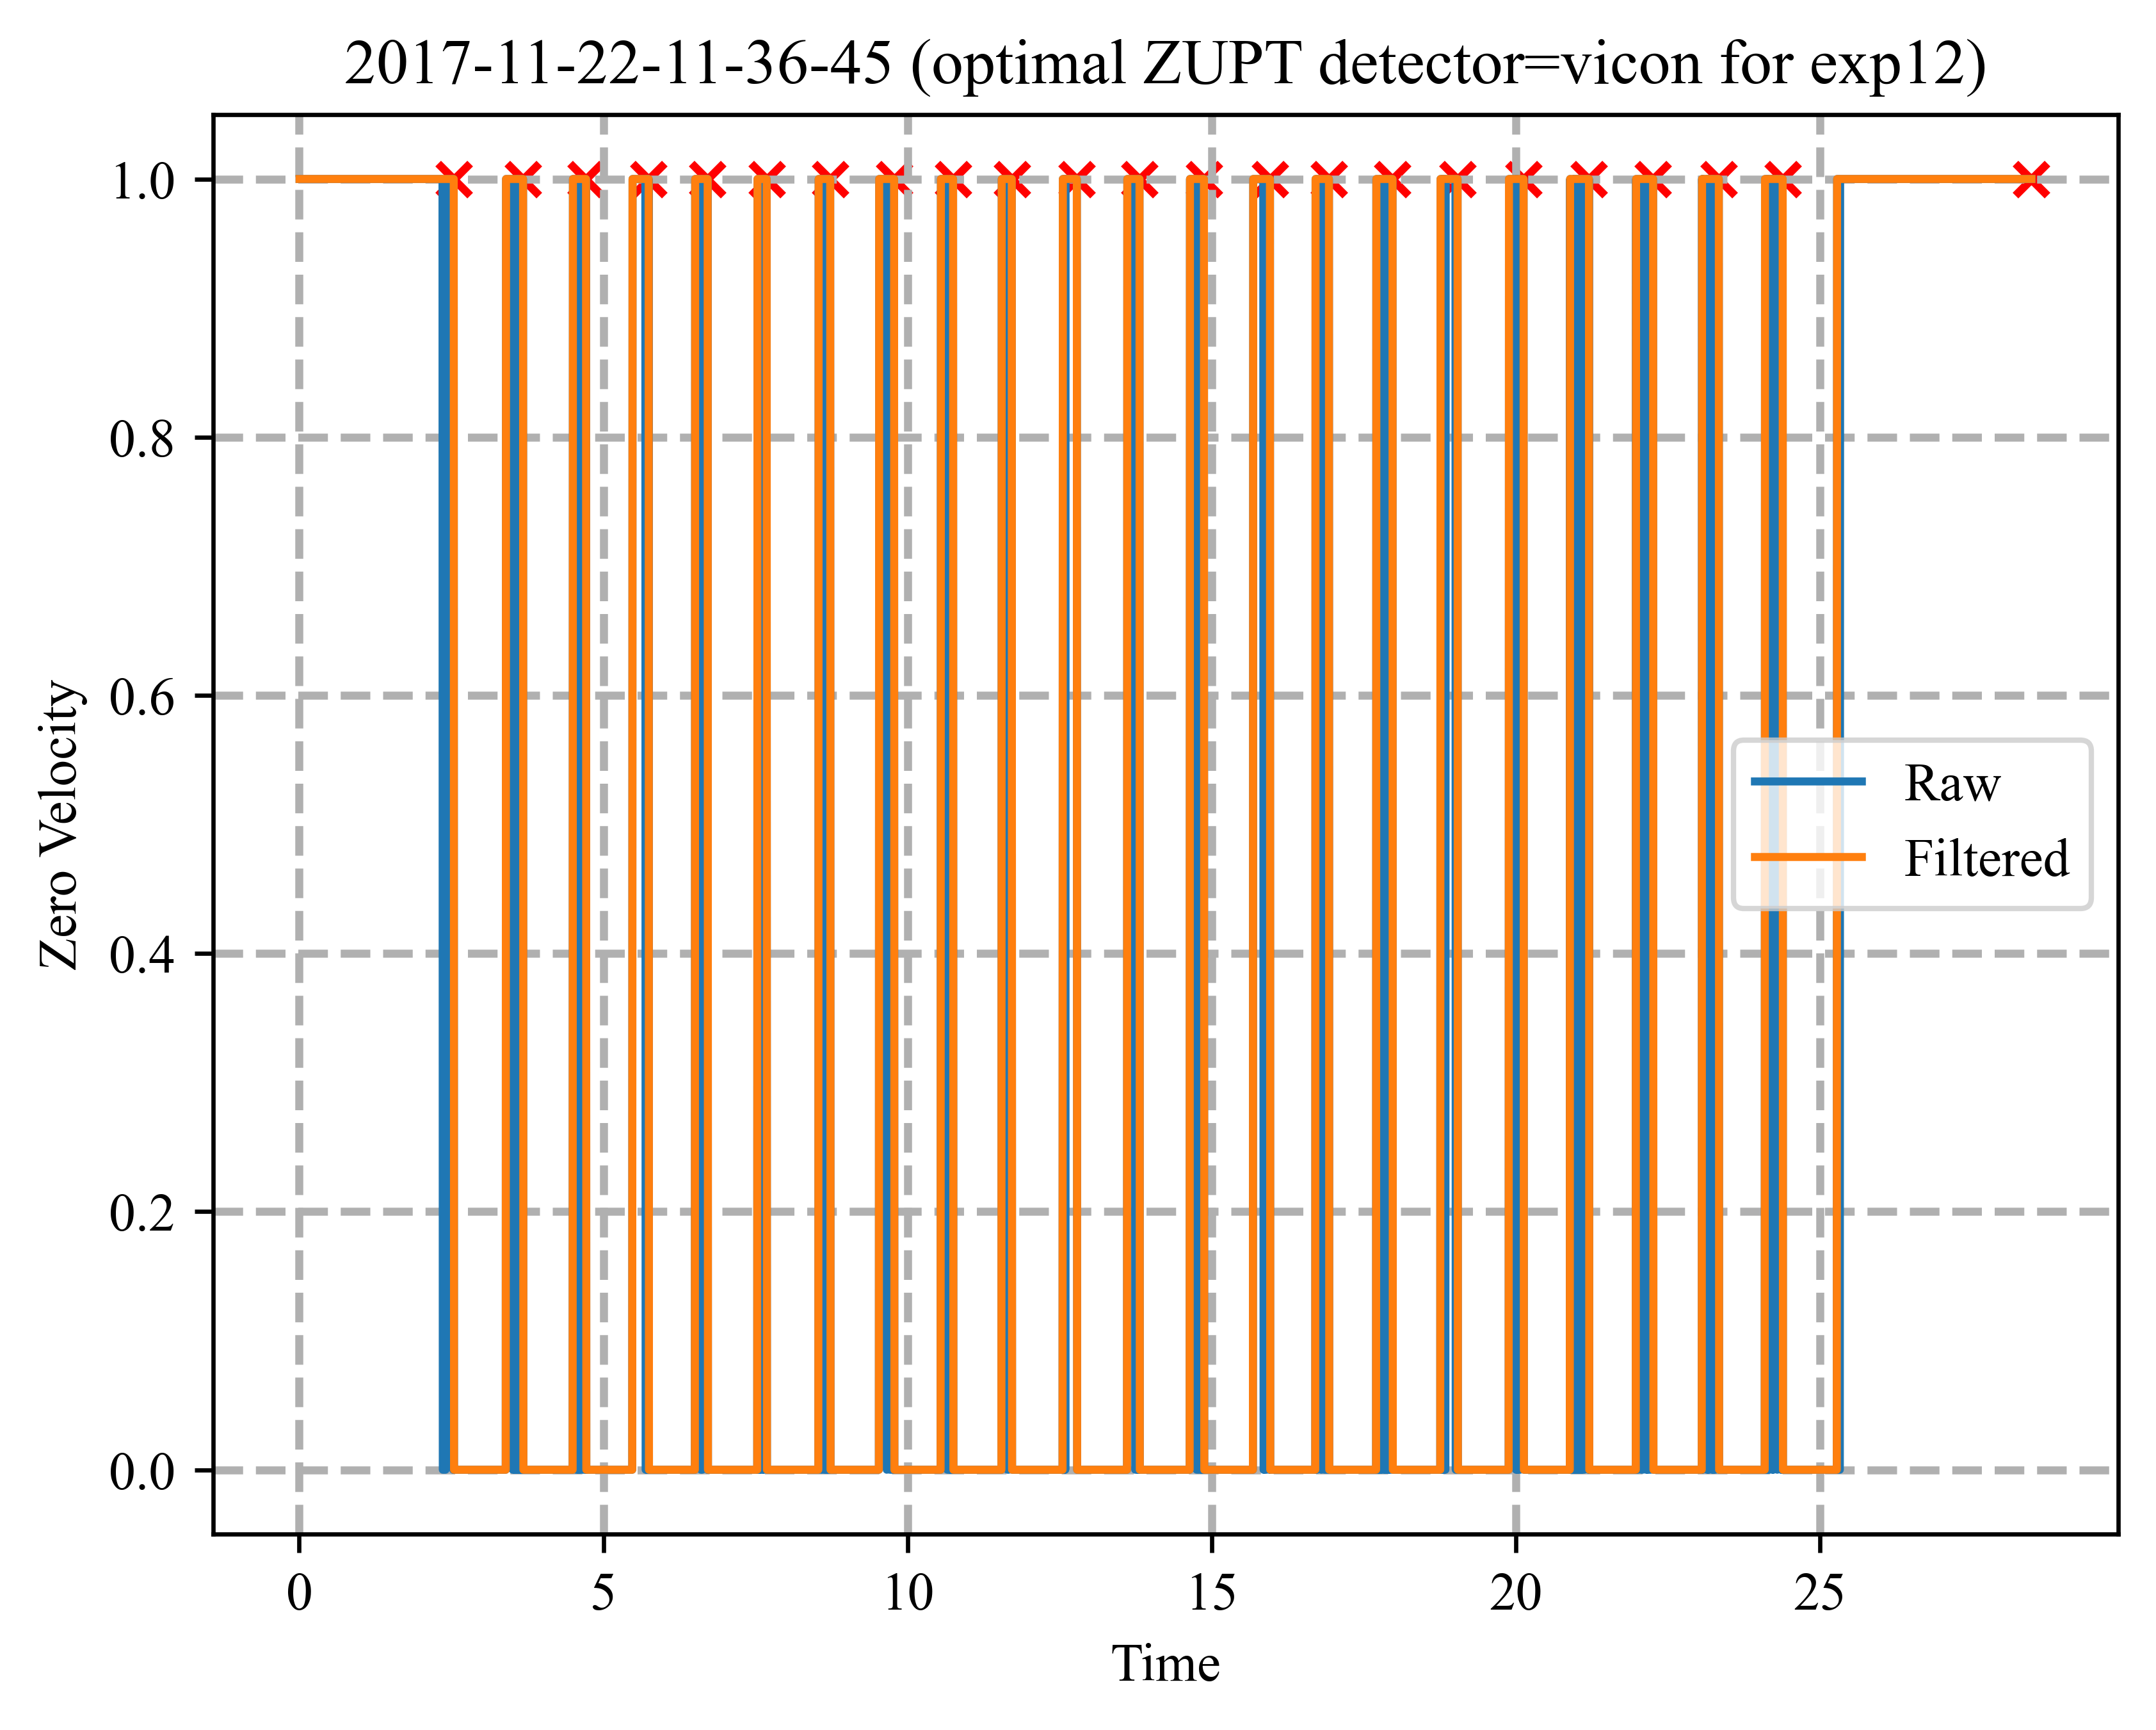 2017-11-22-11-36-45 (optimal ZUPT detector=vicon for exp12)
1.0
0.8
0.6
0.4
0.2
0.0
Zero Velocity
Raw
Filtered
0 5 10 15 20 25
Time